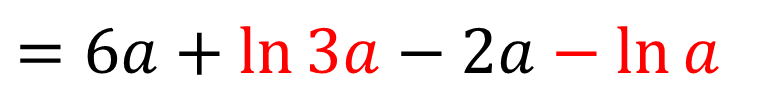 = 6a + ln 3a − 2a − ln a